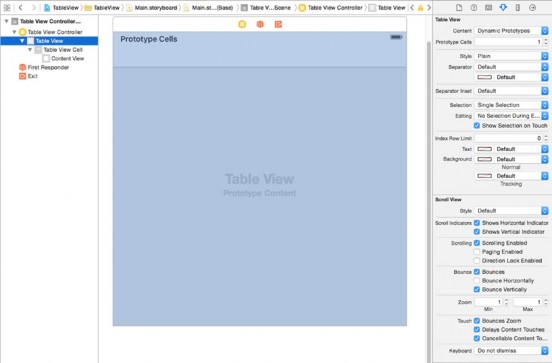 TableView
TableView
Main.storyboard
Main.st...(Base)
Table V...Scene
Table View Controller
Table View
Table View Controller...
Table View Controller
Table View
Table View Cell
Content View
First Responder
Exit
Prototype Cells
Table View
Prototype Content
Table View
Content Dynamic Prototypes
Prototype Cells 1
Style Plain
Separator Default
Default
Separator Inset Default
Selection Single Selection
Editing No Selection During E...
Show Selection on Touch
Index Row Limit 0
Text Default
Background Default
Normal
Default
Tracking
Scroll View
Style Default
Scroll Indicators Shows Horizontal Indicator
Shows Vertical Indicator
Scrolling Scrolling Enabled
Paging Enabled
Direction Lock Enabled
Bounce Bounces
Bounce Horizontally
Bounce Vertically
Zoom 1 1
Min Max
Touch Bounces Zoom
Delays Content Touches
Cancellable Content To...
Keyboard Do not dismiss